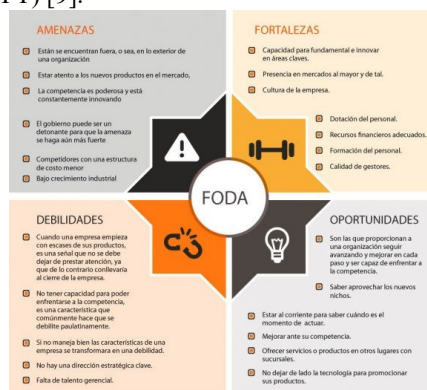 AMENAZAS
Están se encuentran fuera, o sea, en lo exterior de
una organización
Estar atento a los nuevos productos en el mercado,
La competencia es poderosa y está
constantemente innovando
El gobierno puede ser un
detonante para que la amenaza
se haga aún más fuerte
Competidores con una estructura
de costo menor
Bajo crecimiento industrial
FORTALEZAS
Capacidad para fundamental e innovar
en áreas claves.
Presencia en mercados al mayor y de tal.
Cultura de la empresa.
Dotación del personal.
Recursos financieros adecuados.
Formación del personal.
Calidad de gestores.
FODA
DEBILIDADES
Cuando una empresa empieza
con escases de sus productos,
es una señal que no se debe
dejar de prestar atención, ya
que de lo contrario conllevaría
al cierre de la empresa.
No tener capacidad para poder
enfrentarse a la competencia,
es una característica que
comúnmente hace que se
debilite paulatinamente.
Si no maneja bien las características de una
empresa se transformara en una debilidad.
No hay una dirección estratégica clave.
Falta de talento gerencial.
OPORTUNIDADES
Son las que proporcionan a
una organización seguir
avanzando y mejorar en cada
paso y ser capaz de enfrentar a
la competencia.
Saber aprovechar los nuevos
nichos.
Estar al corriente para saber cuándo es el
momento de actuar.
Mejorar ante su competencia.
Ofrecer servicios o productos en otros lugares con
sucursales.
No dejar de lado la tecnología para promocionar
sus productos.